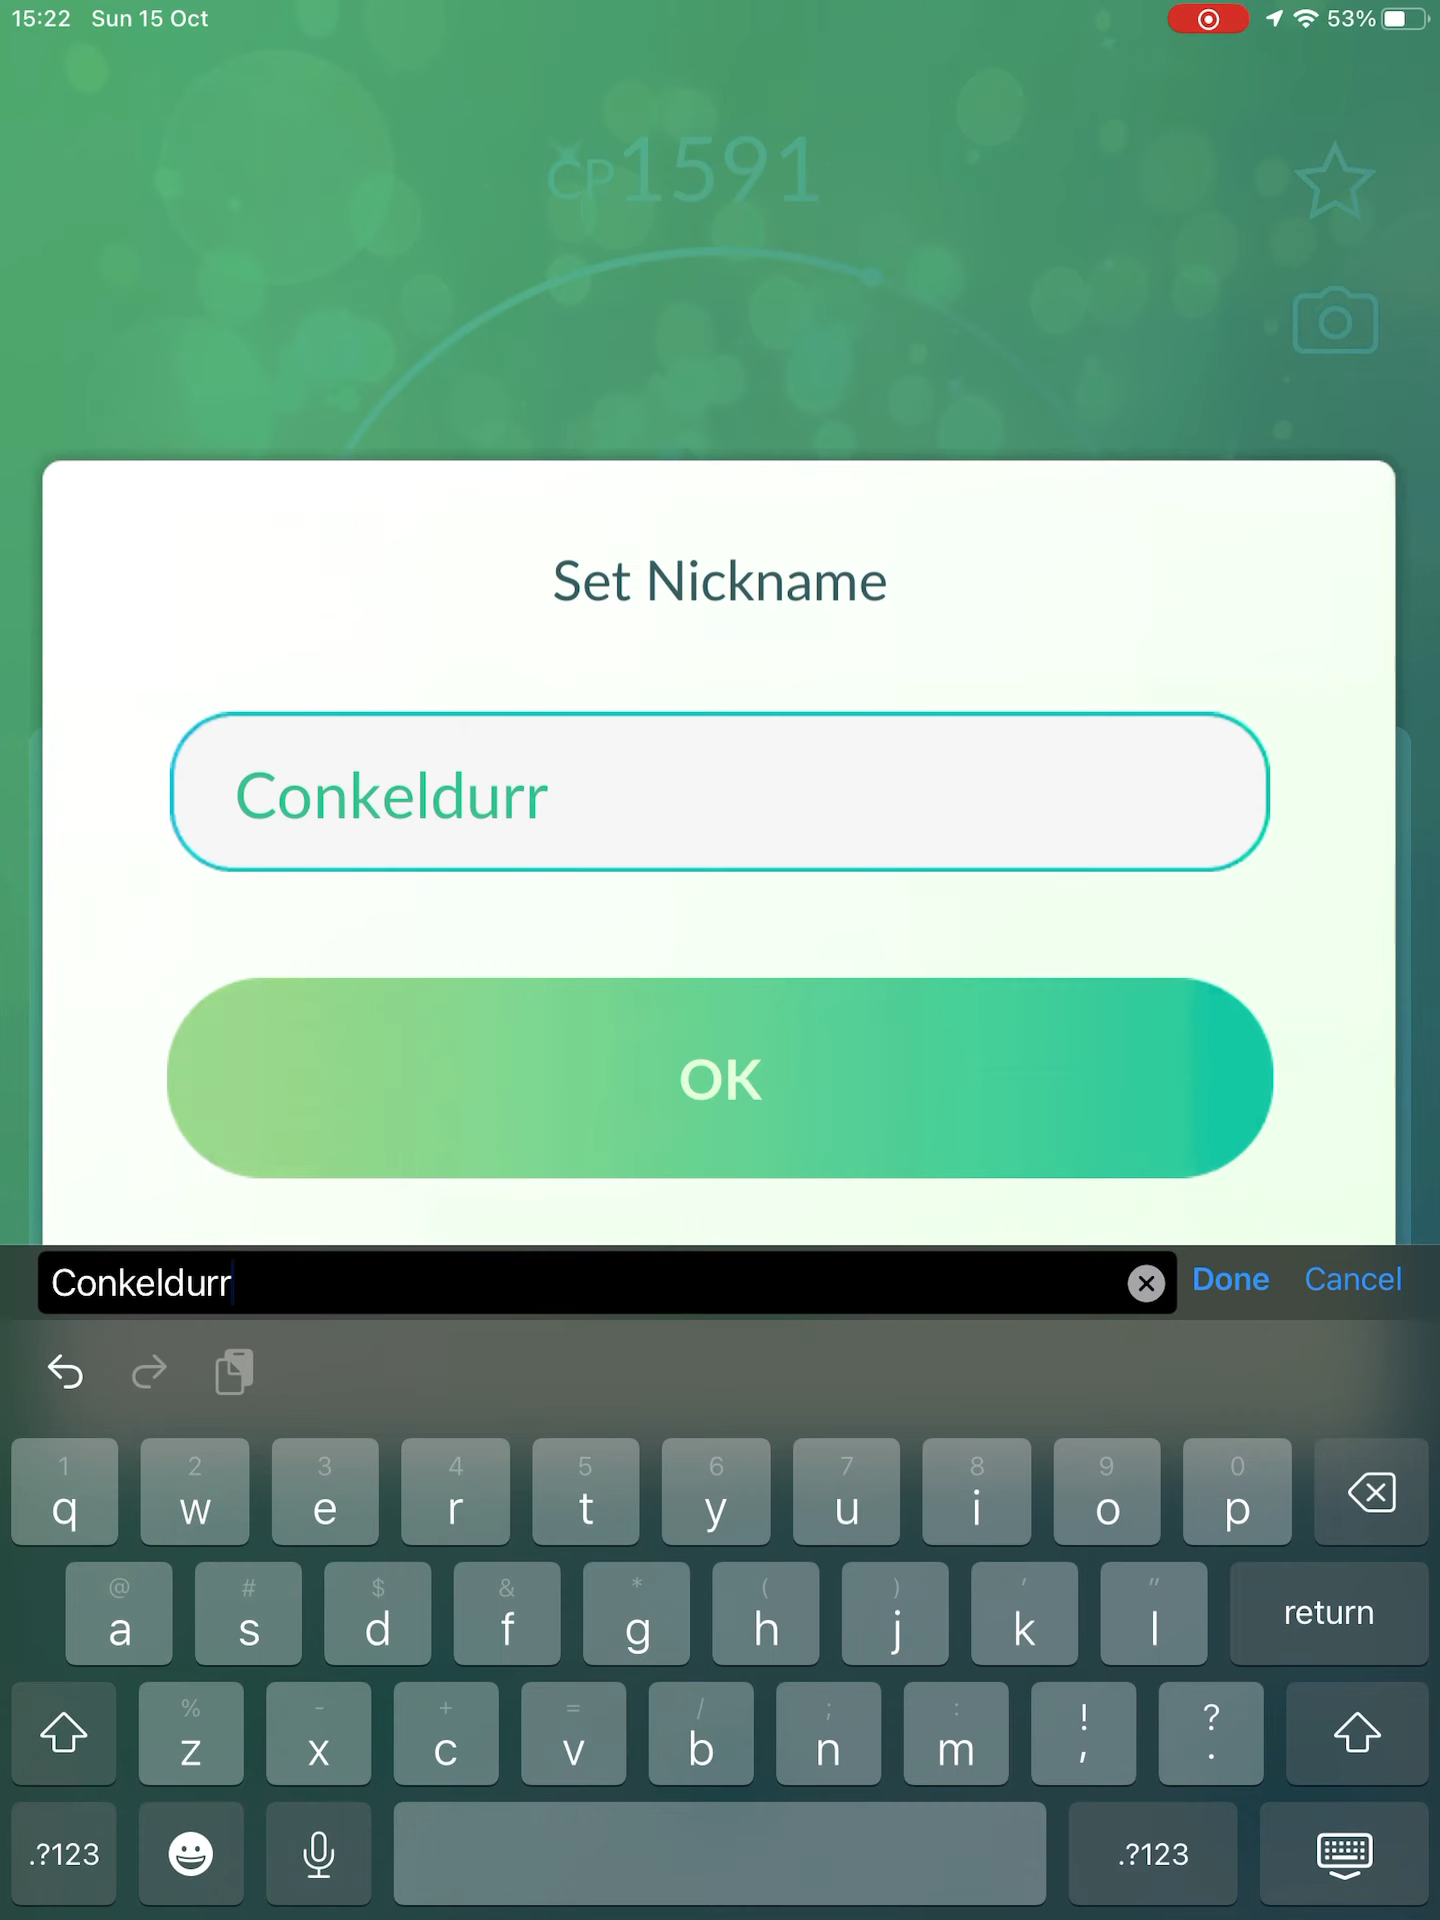 15:22 Sun 15 Oct 53%
CP1591
Set Nickname
Conkeldurr
OK
Conkeldurr Done Cancel
1 2 3 4 5 6 7 8 9 0
q w e r t y u i o p
@ # $ & * ( ) ' "
a s d f g h j k l return
% - + = / ; : ! ?
z x c v b n m , .
.?123 .?123